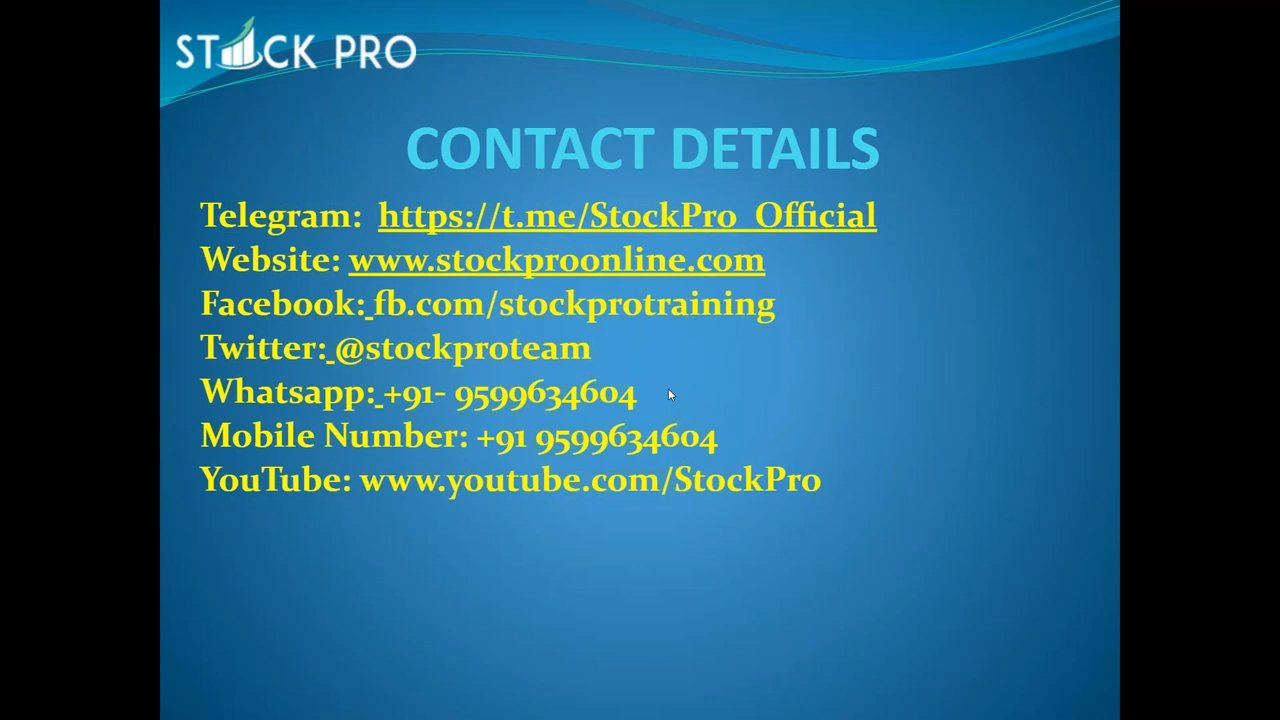 STOCK PRO
CONTACT DETAILS
Telegram: https://t.me/StockPro_Official
Website: www.stockproonline.com
Facebook: fb.com/stockprotraining
Twitter: @stockproteam
Whatsapp: +91- 9599634604
Mobile Number: +91 9599634604
YouTube: www.youtube.com/StockPro